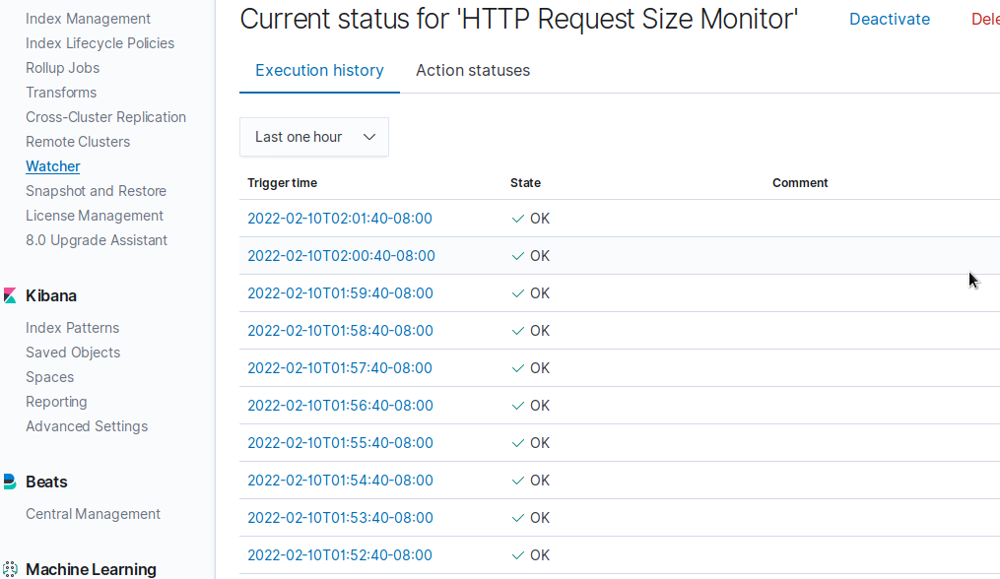 Index Management
Index Lifecycle Policies
Rollup Jobs
Transforms
Cross-Cluster Replication
Remote Clusters
Watcher
Snapshot and Restore
License Management
8.0 Upgrade Assistant
Kibana
Index Patterns
Saved Objects
Spaces
Reporting
Advanced Settings
Beats
Central Management
Machine Learning
Current status for 'HTTP Request Size Monitor' Deactivate Dele
Execution history Action statuses
Last one hour
Trigger time State Comment
2022-02-10T02:01:40-08:00 OK
2022-02-10T02:00:40-08:00 OK
2022-02-10T01:59:40-08:00 OK
2022-02-10T01:58:40-08:00 OK
2022-02-10T01:57:40-08:00 OK
2022-02-10T01:56:40-08:00 OK
2022-02-10T01:55:40-08:00 OK
2022-02-10T01:54:40-08:00 OK
2022-02-10T01:53:40-08:00 OK
2022-02-10T01:52:40-08:00 OK